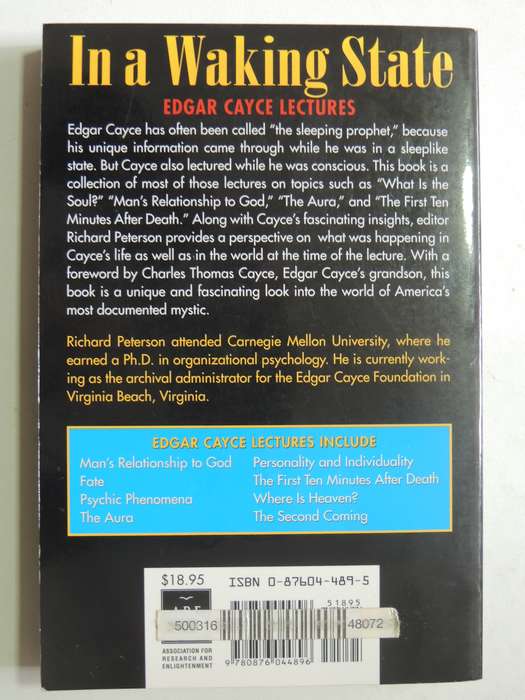 In a Waking State
EDGAR CAYCE LECTURES
Edgar Cayce has often been called “the sleeping prophet,” because
his unique information came through while he was in a sleeplike
state. But Cayce also lectured while he was conscious. This book is a
collection of most of those lectures on topics such as “What Is the
Soul?” “Man’s Relationship to God,” “The Aura,” and “The First Ten
Minutes After Death.” Along with Cayce’s fascinating insights, editor
Richard Peterson provides a perspective on what was happening in
Cayce’s life as well as in the world at the time of the lecture. With a
foreword by Charles Thomas Cayce, Edgar Cayce’s grandson, this
book is a unique and fascinating look into the world of America’s
most documented mystic.
Richard Peterson attended Carnegie Mellon University, where he
earned a Ph.D. in organizational psychology. He is currently work-
ing as the archival administrator for the Edgar Cayce Foundation in
Virginia Beach, Virginia.
EDGAR CAYCE LECTURES INCLUDE
Man’s Relationship to God
Fate
Psychic Phenomena
The Aura
Personality and Individuality
The First Ten Minutes After Death
Where Is Heaven?
The Second Coming
$18.95
ISBN 0-87604-489-5
51895
500316
48072
ASSOCIATION FOR
RESEARCH AND
ENLIGHTENMENT
9 780876 044896